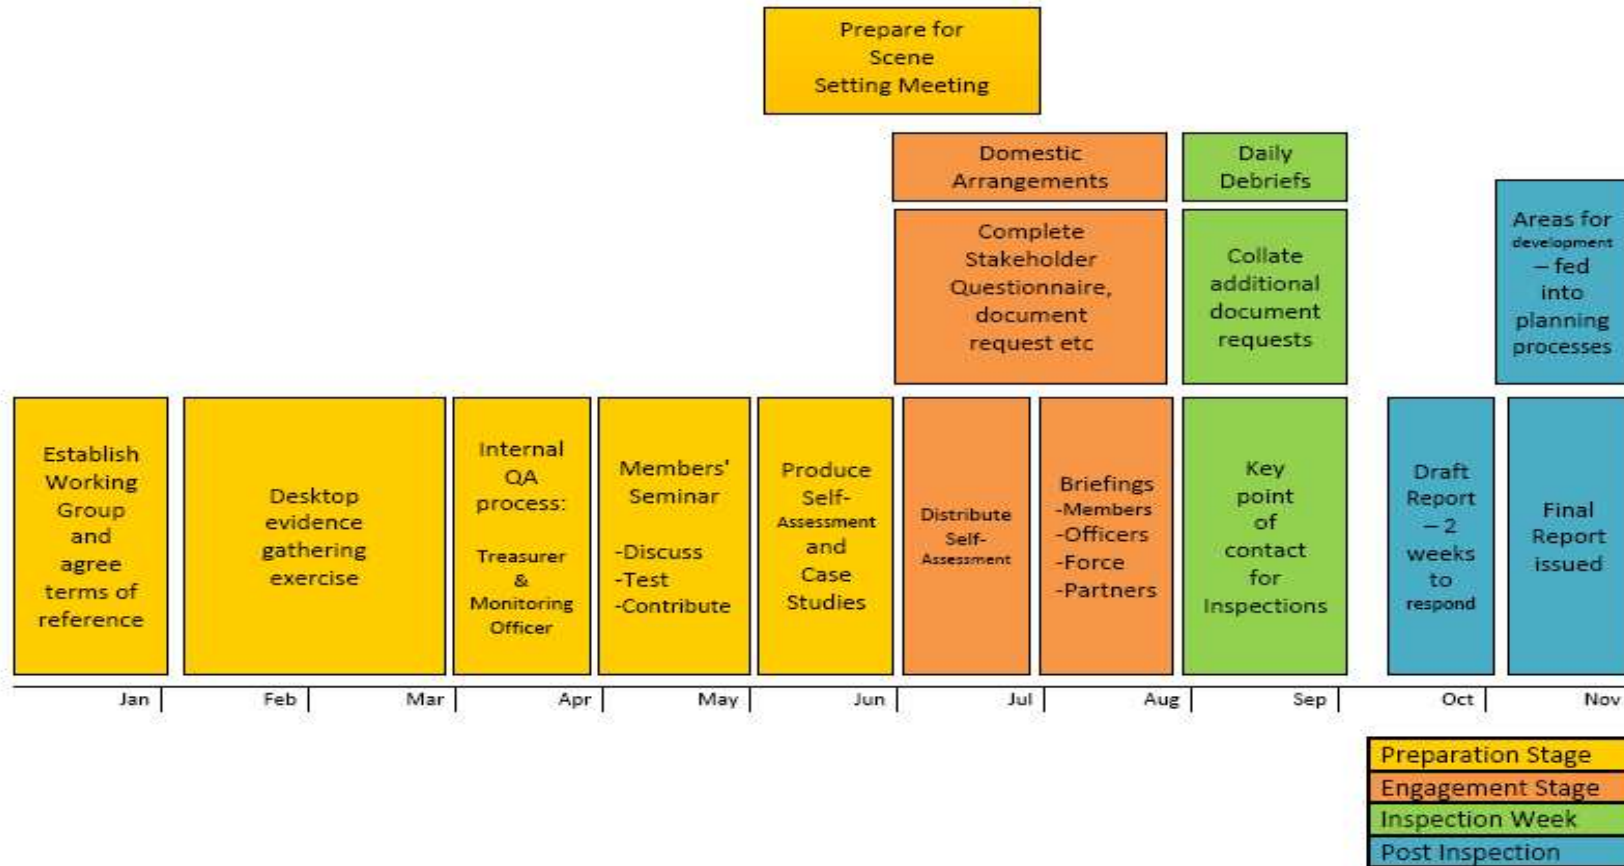 Prepare for
Scene
Setting Meeting
Domestic
Arrangements
Daily
Debriefs
Complete
Stakeholder
Questionnaire,
document
request etc
Collate
additional
document
requests
Areas for
development
– fed
into
planning
processes
Establish
Working
Group
and
agree
terms of
reference
Desktop
evidence
gathering
exercise
Internal
QA
process:
Treasurer
&
Monitoring
Officer
Members'
Seminar
-Discuss
-Test
-Contribute
Produce
Self-
Assessment
and
Case
Studies
Distribute
Self-
Assessment
Briefings
-Members
-Officers
-Force
-Partners
Key
point
of
contact
for
Inspections
Draft
Report
– 2
weeks
to
respond
Final
Report
issued
Jan Feb Mar Apr May Jun Jul Aug Sep Oct Nov
Preparation Stage
Engagement Stage
Inspection Week
Post Inspection